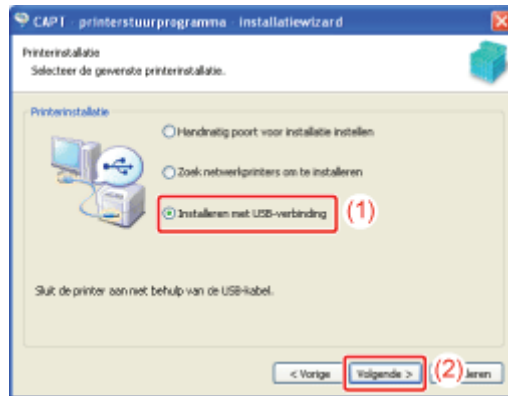 CAPT - printerstuurprogramma - installatiewizard
Printerinstallatie
Selecteer de gewenste printerinstallatie.
Printerinstallatie
Handmatig poort voor installatie instellen
Zoek netwerkprinters om te installeren
Installeren met USB-verbinding (1)
Sluit de printer aan met behulp van de USB-kabel.
< Vorige Volgende > (2)